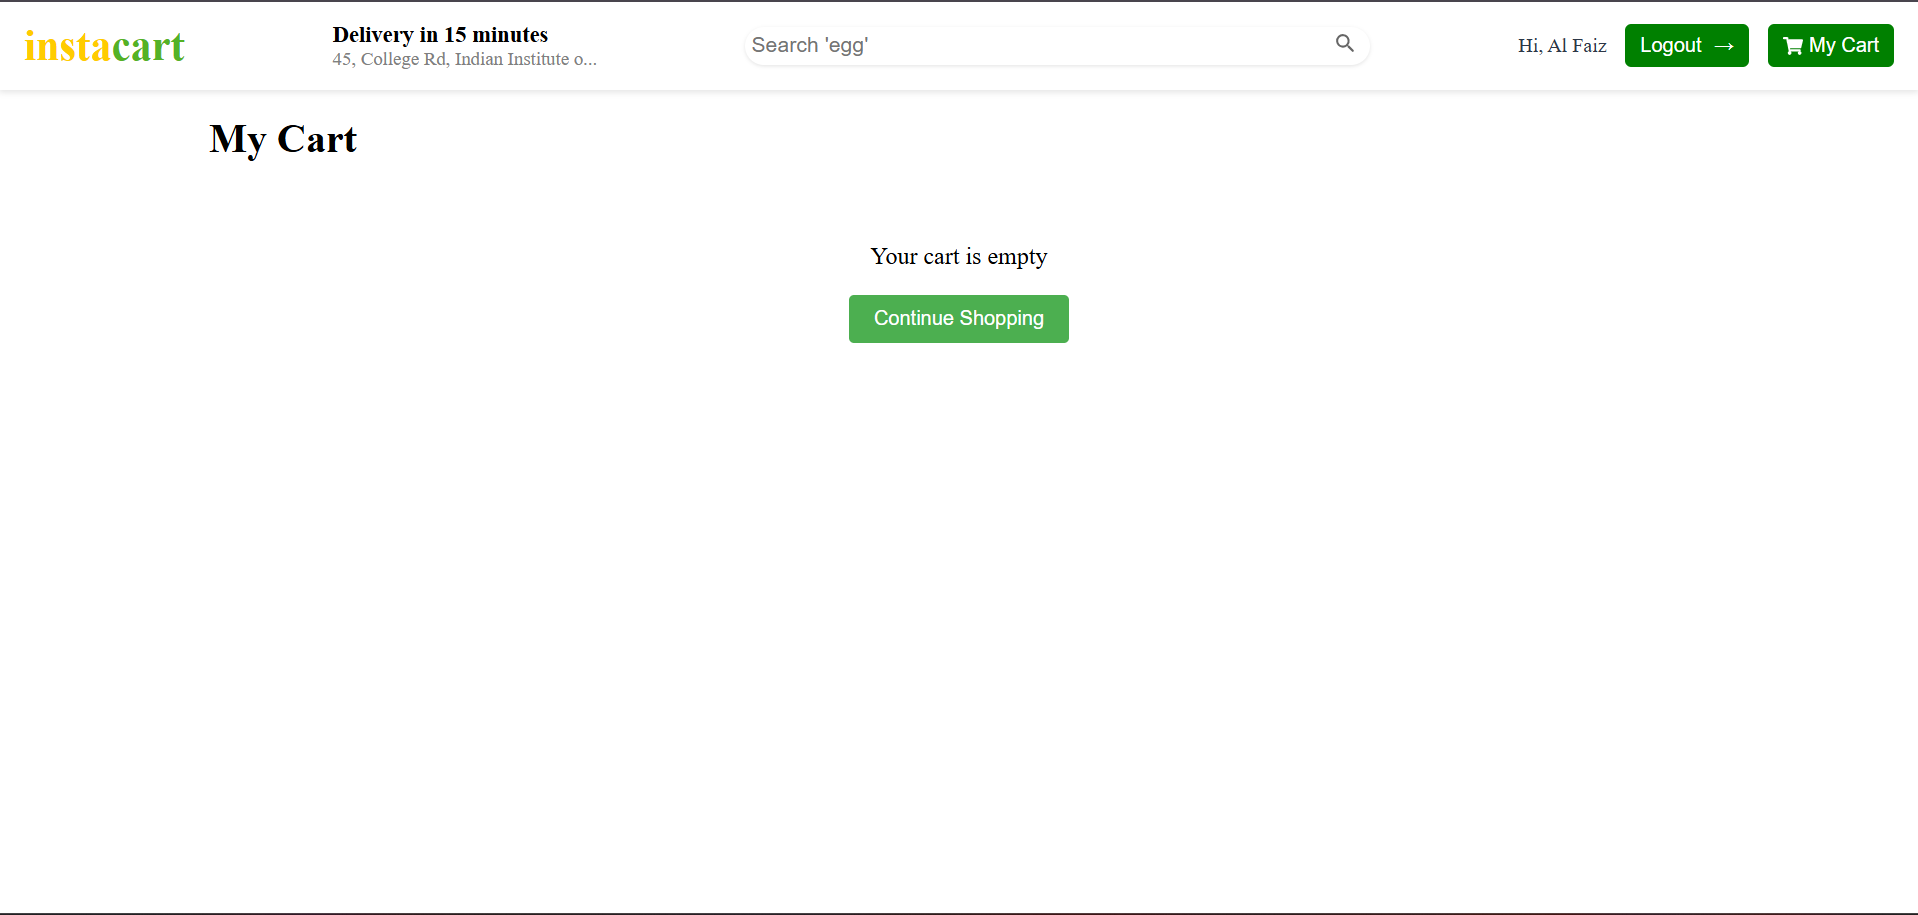 instacart
Delivery in 15 minutes
45, College Rd, Indian Institute o...
Search 'egg'
Hi, Al Faiz
Logout →
My Cart
My Cart
Your cart is empty
Continue Shopping